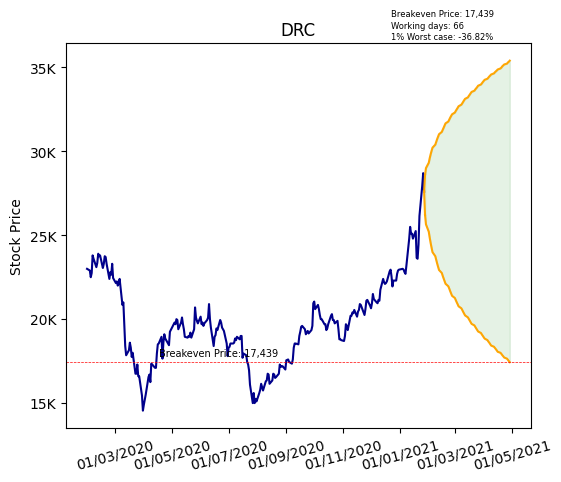 Breakeven Price: 17,439
Working days: 66
1% Worst case: -36.82%
DRC
Stock Price
35K
30K
25K
20K
15K
Breakeven Price: 17,439
01/03/2020
01/05/2020
01/07/2020
01/09/2020
01/11/2020
01/01/2021
01/03/2021
01/05/2021